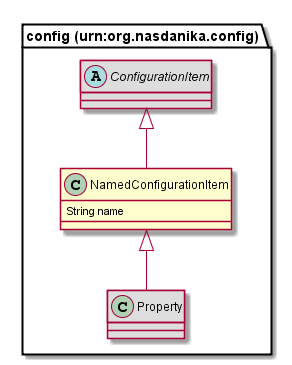 config (urn:org.nasdanika.config)
A ConfigurationItem
C NamedConfigurationItem
String name
C Property